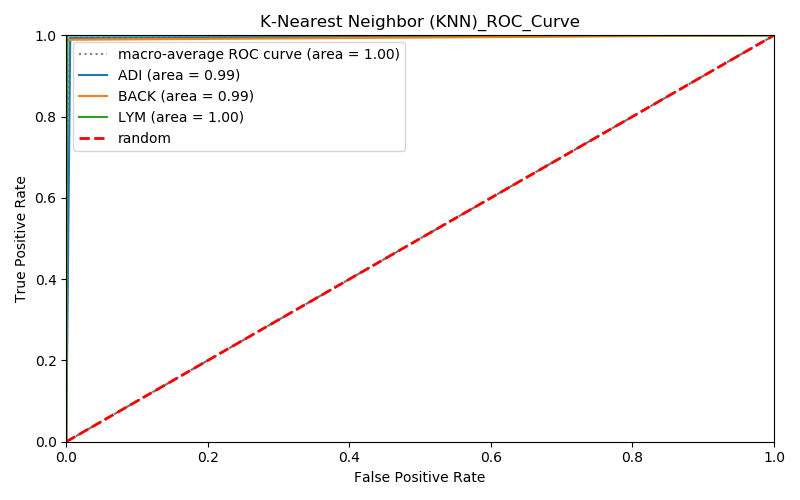 K-Nearest Neighbor (KNN)_ROC_Curve
1.0
0.8
0.6
0.4
0.2
0.0
True Positive Rate
macro-average ROC curve (area = 1.00)
ADI (area = 0.99)
BACK (area = 0.99)
LYM (area = 1.00)
random
0.0 0.2 0.4 0.6 0.8 1.0
False Positive Rate